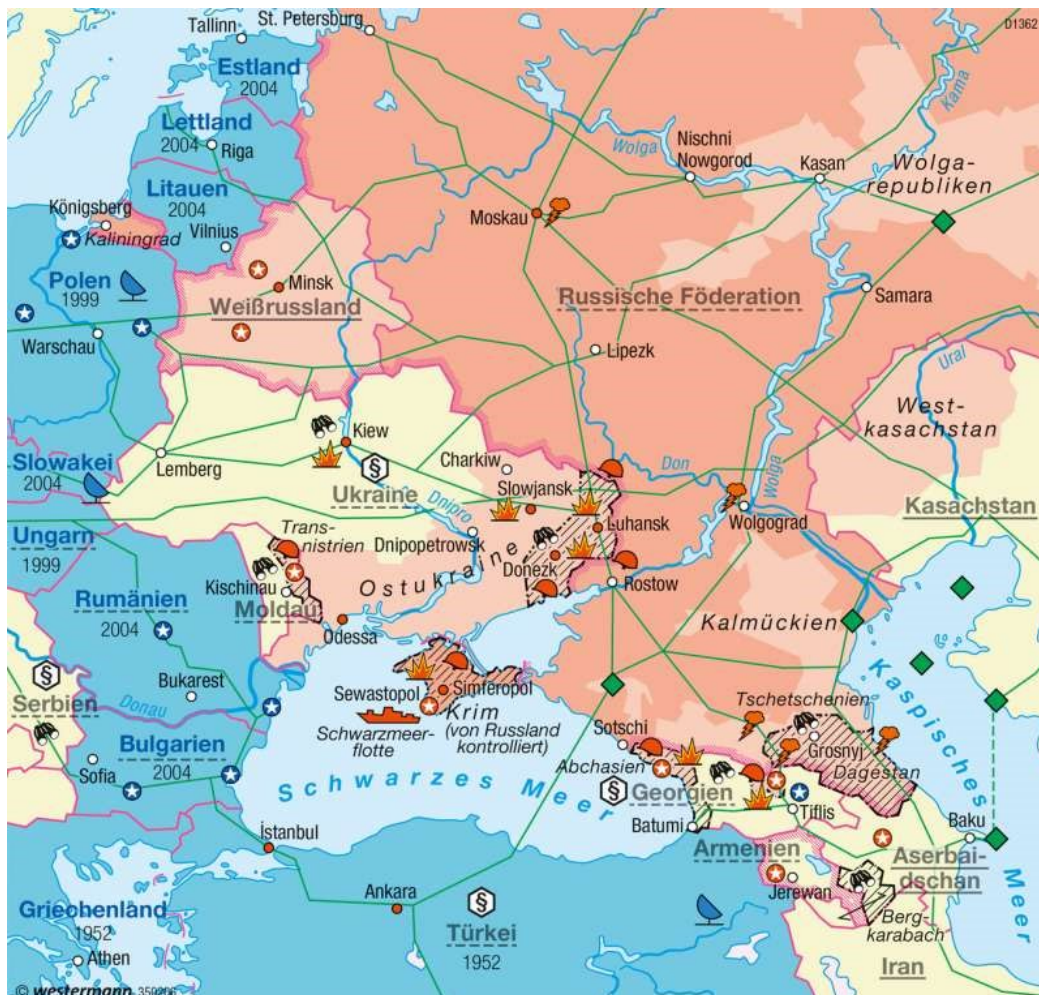 D1362
St. Petersburg
Tallinn
Estland
2004
Lettland
2004
Riga
Litauen
2004
Vilnius
Königsberg
Kaliningrad
Polen
1999
Warschau
Minsk
Weißrussland
Moskau
Wolga
Nischni
Nowgorod
Kasan
Kama
Wolga-
republiken
Samara
Russische Föderation
Lipezk
Ural
West-
kasachstan
Kasachstan
Slowakei
2004
Lemberg
Kiew
§
Ukraine
Charkiw
Dnipro
Slowjansk
Luhansk
Don
Wolga
Wolgograd
Ungarn
1999
Trans-
nistrien
Kischinau
Moldau
Dnipopetrowsk
Ostukraine
Donezk
Rostow
Rumänien
2004
Odessa
Kalmückien
§
Serbien
Bukarest
Donau
Sewastopol
Simferopol
Krim
(von Russland
kontrolliert)
Schwarzmeer-
flotte
Bulgarien
2004
Sofia
Schwarzes Meer
Sotschi
Abchasien
§
Georgien
Tschetschenien
Grosnyj
Dagestan
Kaspisches
Meer
Batumi
Tiflis
Baku
İstanbul
Armenien
Jerewan
Aserbai-
dschan
Berg-
karabach
Iran
Ankara
§
Türkei
1952
Griechenland
1952
Athen
© westermann 350206